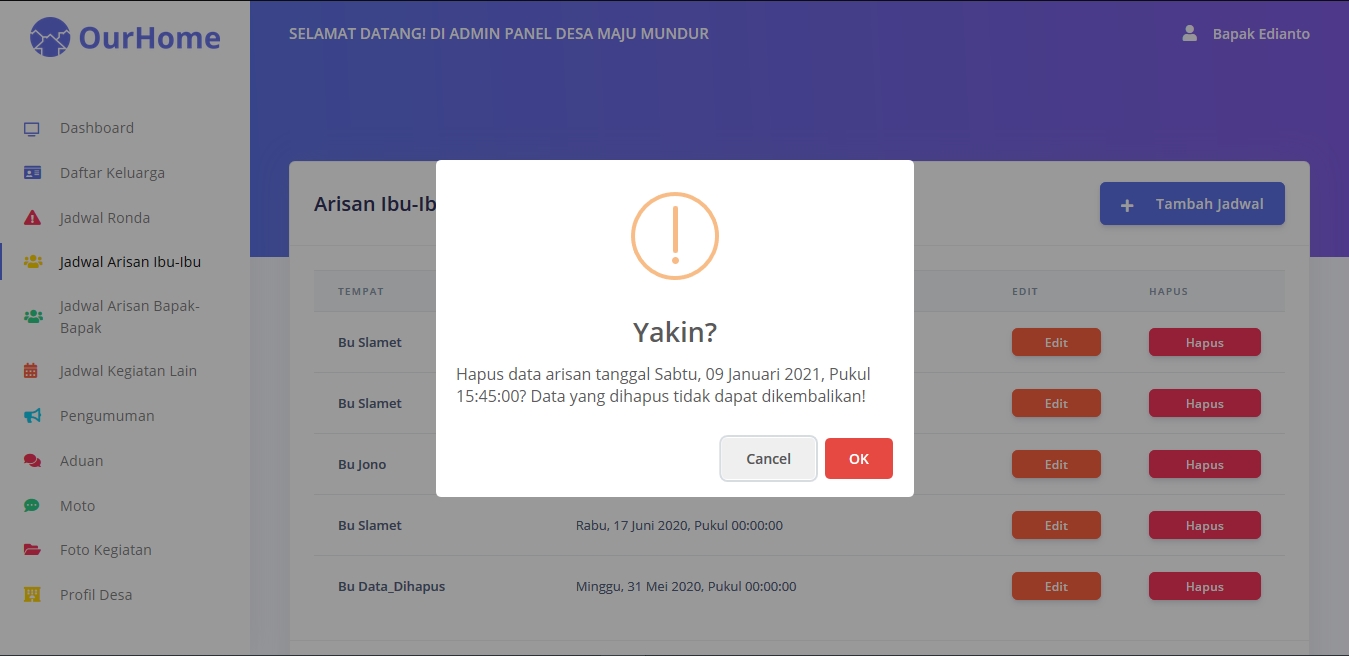 OurHome
SELAMAT DATANG! DI ADMIN PANEL DESA MAJU MUNDUR
Bapak Edianto
Dashboard
Daftar Keluarga
Jadwal Ronda
Jadwal Arisan Ibu-Ibu
Jadwal Arisan Bapak-
Bapak
Jadwal Kegiatan Lain
Pengumuman
Aduan
Moto
Foto Kegiatan
Profil Desa
Arisan Ibu-Ib
+ Tambah Jadwal
TEMPAT EDIT HAPUS
Bu Slamet Edit Hapus
Bu Slamet Edit Hapus
Bu Jono Edit Hapus
Bu Slamet Rabu, 17 Juni 2020, Pukul 00:00:00 Edit Hapus
Bu Data_Dihapus Minggu, 31 Mei 2020, Pukul 00:00:00 Edit Hapus
Yakin?
Hapus data arisan tanggal Sabtu, 09 Januari 2021, Pukul
15:45:00? Data yang dihapus tidak dapat dikembalikan!
Cancel OK